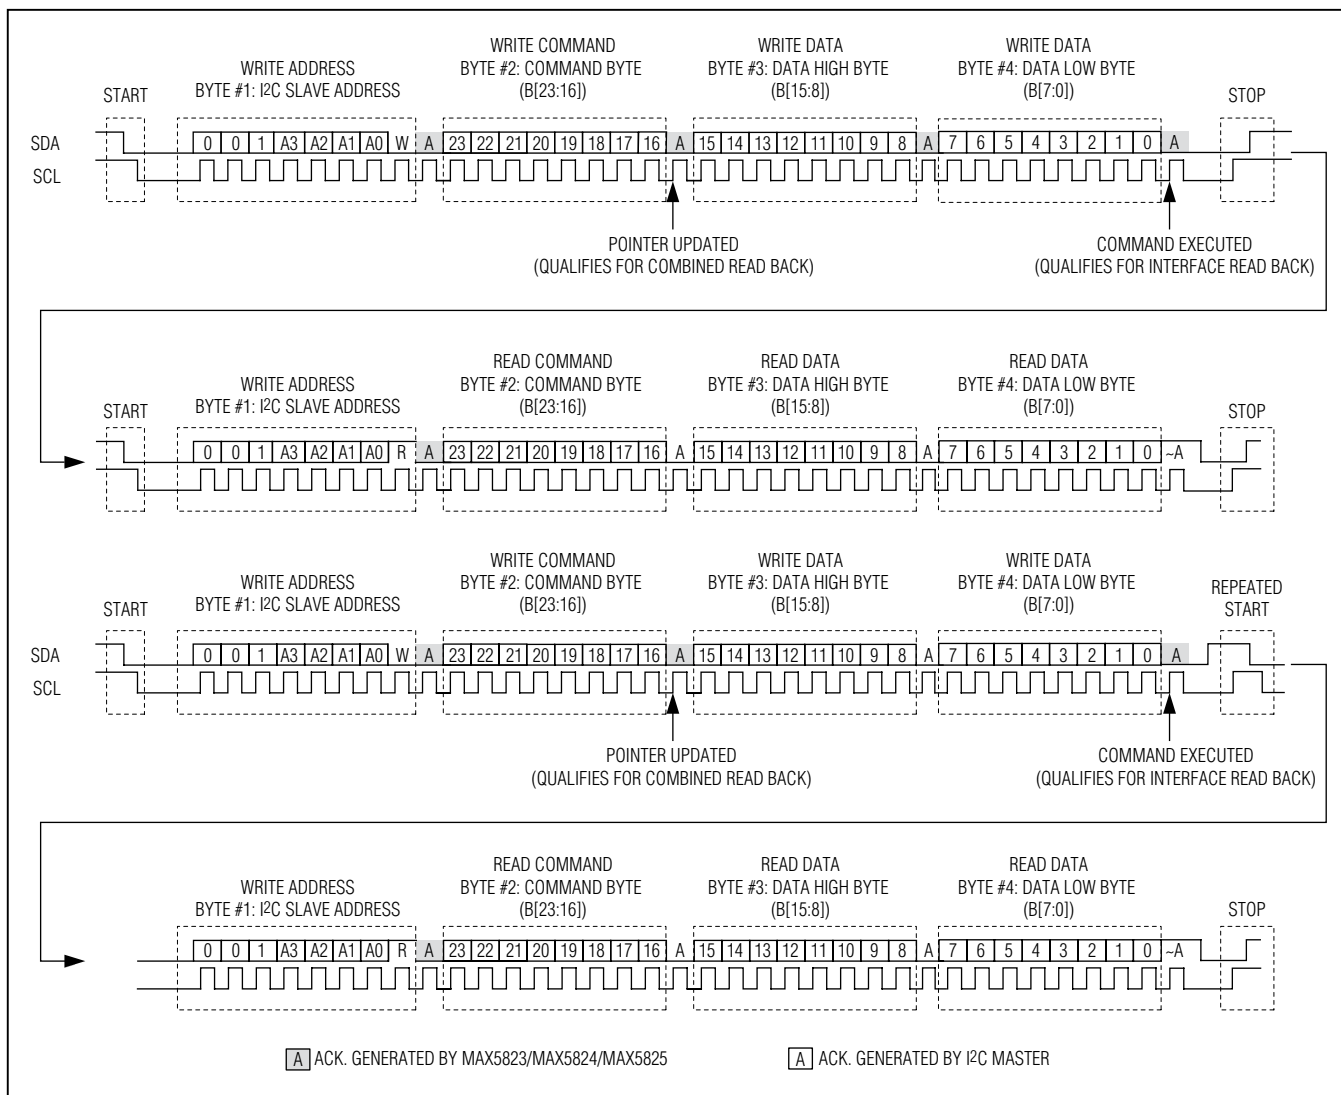 WRITE COMMAND WRITE DATA WRITE DATA
WRITE ADDRESS BYTE #2: COMMAND BYTE BYTE #3: DATA HIGH BYTE BYTE #4: DATA LOW BYTE
START BYTE #1: I2C SLAVE ADDRESS (B[23:16]) (B[15:8]) (B[7:0]) STOP
SDA 0 0 1 A3 A2 A1 A0 W A 23 22 21 20 19 18 17 16 A 15 14 13 12 11 10 9 8 A 7 6 5 4 3 2 1 0 A
SCL
POINTER UPDATED COMMAND EXECUTED
(QUALIFIES FOR COMBINED READ BACK) (QUALIFIES FOR INTERFACE READ BACK)
READ COMMAND READ DATA READ DATA
WRITE ADDRESS BYTE #2: COMMAND BYTE BYTE #3: DATA HIGH BYTE BYTE #4: DATA LOW BYTE
START BYTE #1: I2C SLAVE ADDRESS (B[23:16]) (B[15:8]) (B[7:0]) STOP
0 0 1 A3 A2 A1 A0 R A 23 22 21 20 19 18 17 16 A 15 14 13 12 11 10 9 8 A 7 6 5 4 3 2 1 0 ~A
WRITE COMMAND WRITE DATA WRITE DATA
WRITE ADDRESS BYTE #2: COMMAND BYTE BYTE #3: DATA HIGH BYTE BYTE #4: DATA LOW BYTE REPEATED
START BYTE #1: I2C SLAVE ADDRESS (B[23:16]) (B[15:8]) (B[7:0]) START
SDA 0 0 1 A3 A2 A1 A0 W A 23 22 21 20 19 18 17 16 A 15 14 13 12 11 10 9 8 A 7 6 5 4 3 2 1 0 A
SCL
POINTER UPDATED COMMAND EXECUTED
(QUALIFIES FOR COMBINED READ BACK) (QUALIFIES FOR INTERFACE READ BACK)
READ COMMAND READ DATA READ DATA
WRITE ADDRESS BYTE #2: COMMAND BYTE BYTE #3: DATA HIGH BYTE BYTE #4: DATA LOW BYTE
BYTE #1: I2C SLAVE ADDRESS (B[23:16]) (B[15:8]) (B[7:0]) STOP
0 0 1 A3 A2 A1 A0 R A 23 22 21 20 19 18 17 16 A 15 14 13 12 11 10 9 8 A 7 6 5 4 3 2 1 0 ~A
A ACK. GENERATED BY MAX5823/MAX5824/MAX5825 A ACK. GENERATED BY I2C MASTER